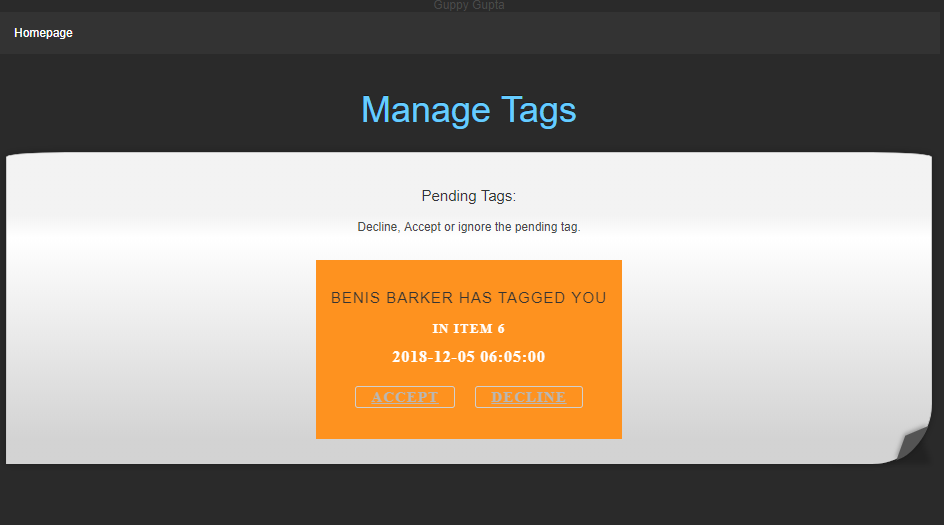 Guppy Gupta
Homepage
Manage Tags
Pending Tags:
Decline, Accept or ignore the pending tag.
BENIS BARKER HAS TAGGED YOU
IN ITEM 6
2018-12-05 06:05:00
ACCEPT DECLINE